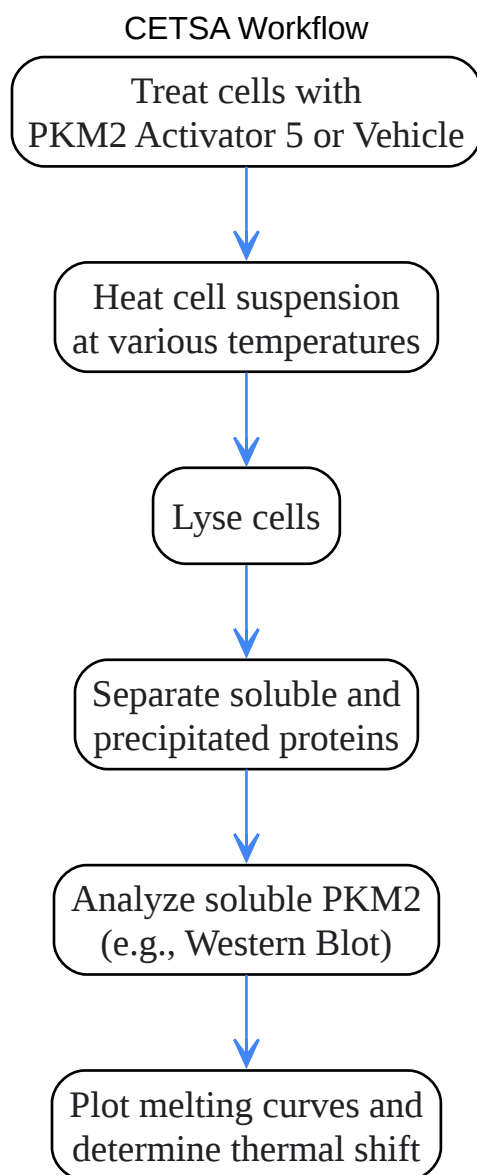 CETSA Workflow
Treat cells with
PKM2 Activator 5 or Vehicle
Heat cell suspension
at various temperatures
Lyse cells
Separate soluble and
precipitated proteins
Analyze soluble PKM2
(e.g., Western Blot)
Plot melting curves and
determine thermal shift